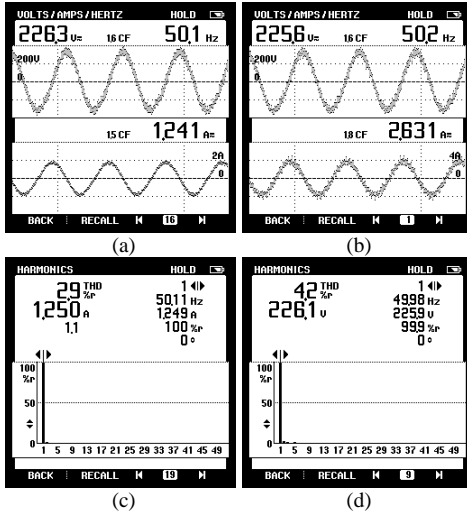 VOLTS/AMPS/HERTZ HOLD
226.3 V≂ 1.6 CF 50.1 Hz
200V
0
1.5 CF 1.241 A≂
2A
0
BACK RECALL 16
(a)
VOLTS/AMPS/HERTZ HOLD
225.6 V≂ 1.6 CF 50.2 Hz
200V
0
1.8 CF 2.631 A≂
4A
0
BACK RECALL 1
(b)
HARMONICS HOLD
2.9 THD %r 1
1.250 A 50.11 Hz
1.249 A
1.1 100 %r
0 °
100
%r
50
0
1 5 9 13 17 21 25 29 33 37 41 45 49
BACK RECALL 19
(c)
HARMONICS HOLD
4.2 THD %r 1
226.1 V 49.98 Hz
225.9 V
99.9 %r
0 °
100
%r
50
0
1 5 9 13 17 21 25 29 33 37 41 45 49
BACK RECALL 9
(d)